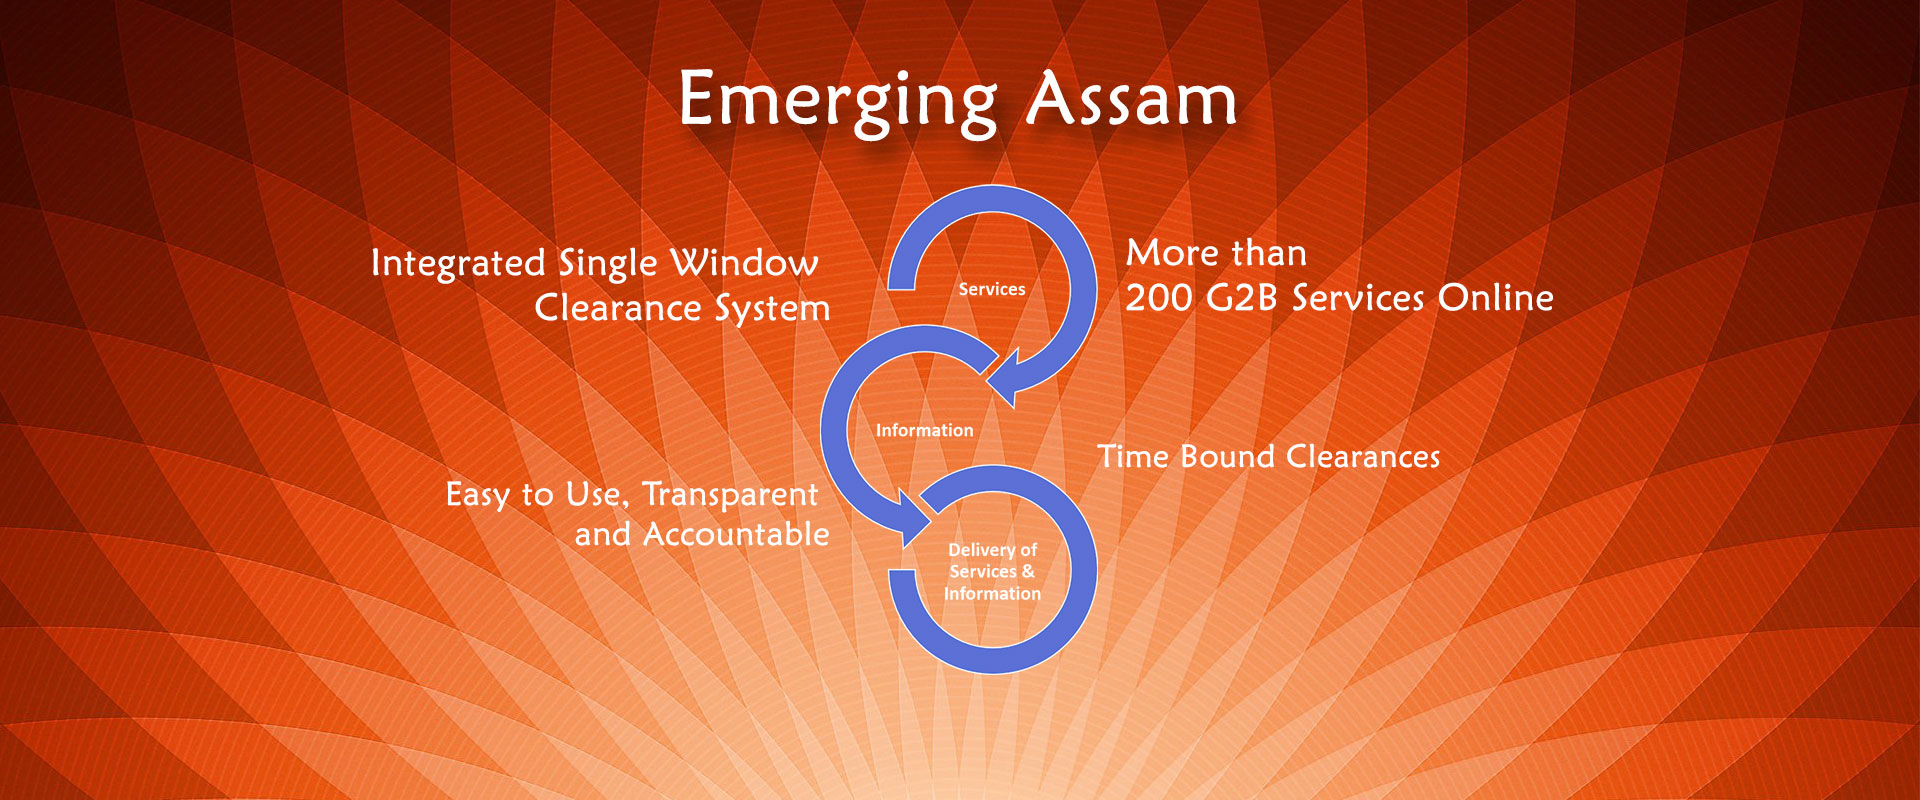 Emerging Assam
Integrated Single Window
Clearance System
Services
More than
200 G2B Services Online
Information
Time Bound Clearances
Easy to Use, Transparent
and Accountable
Delivery of
Services &
Information